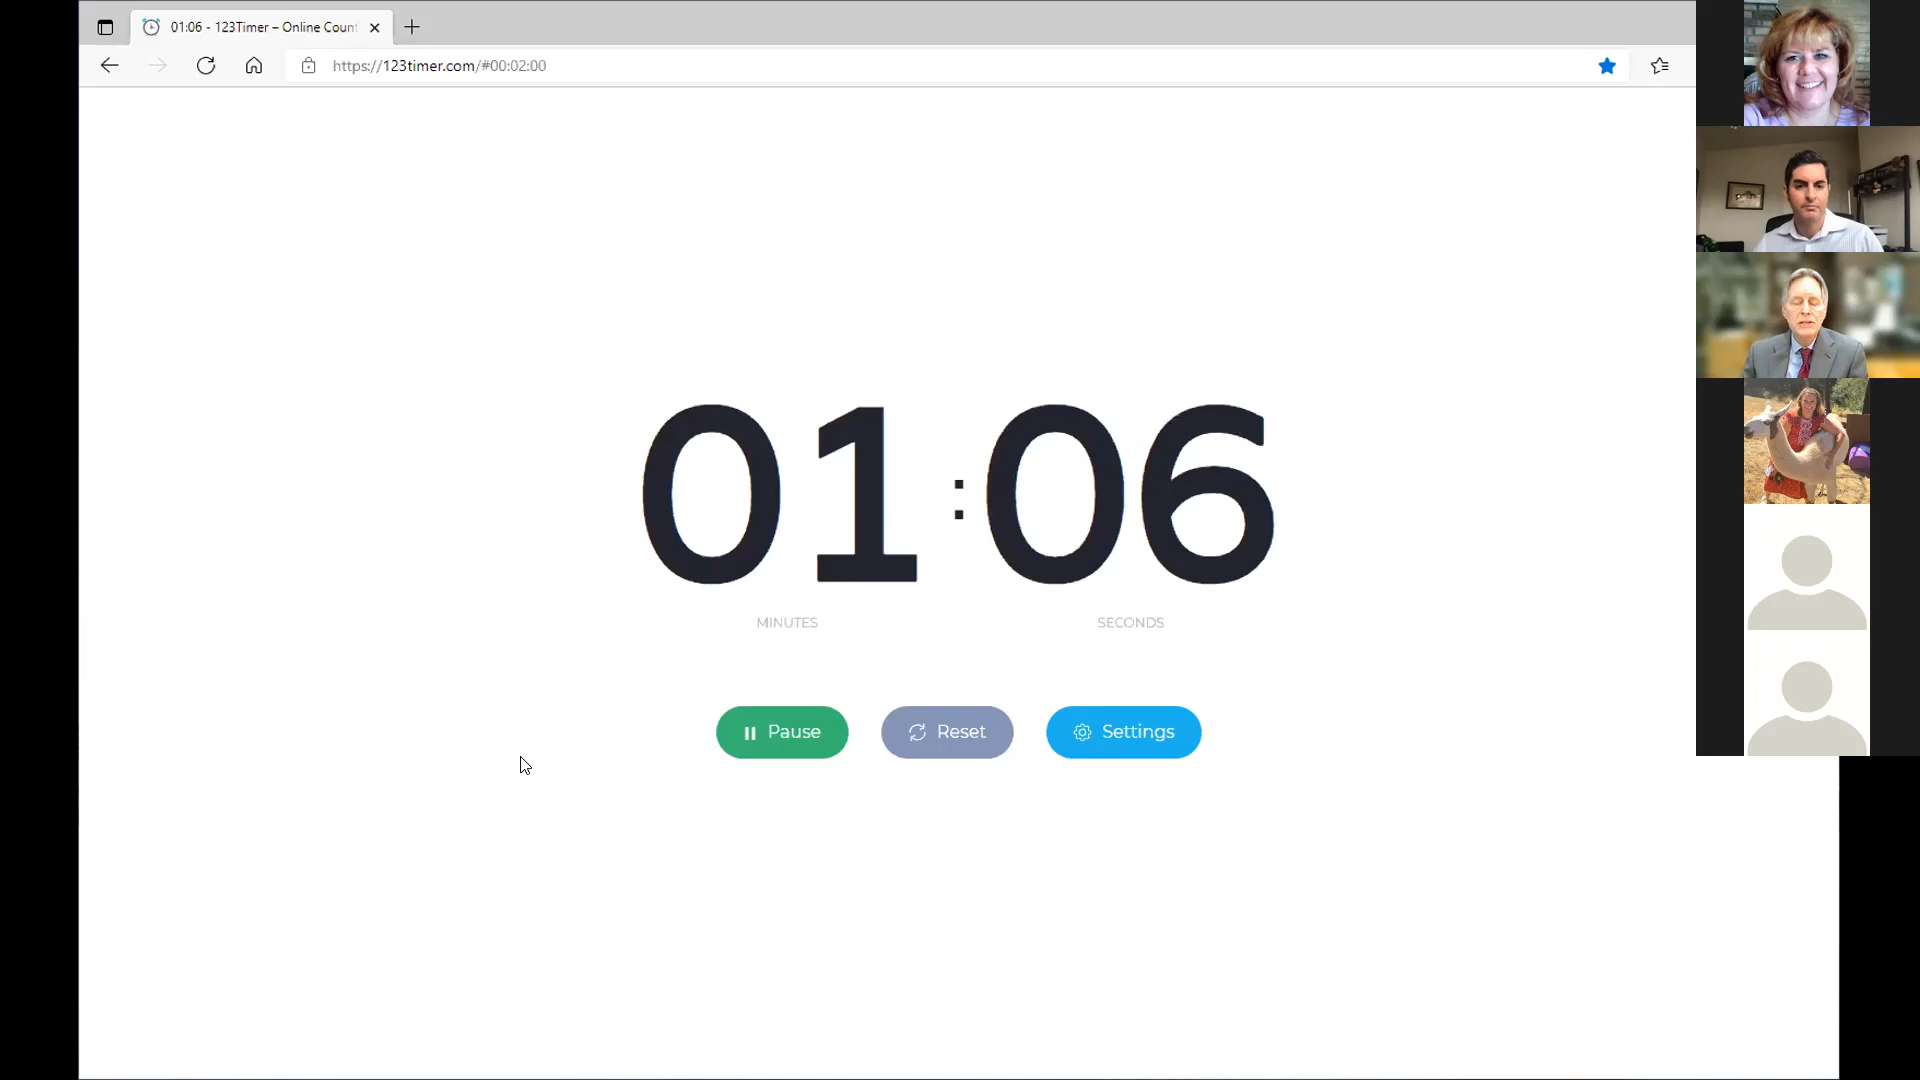 01:06 - 123Timer – Online Count
https://123timer.com/#00:02:00
01:06
MINUTES SECONDS
Pause Reset Settings